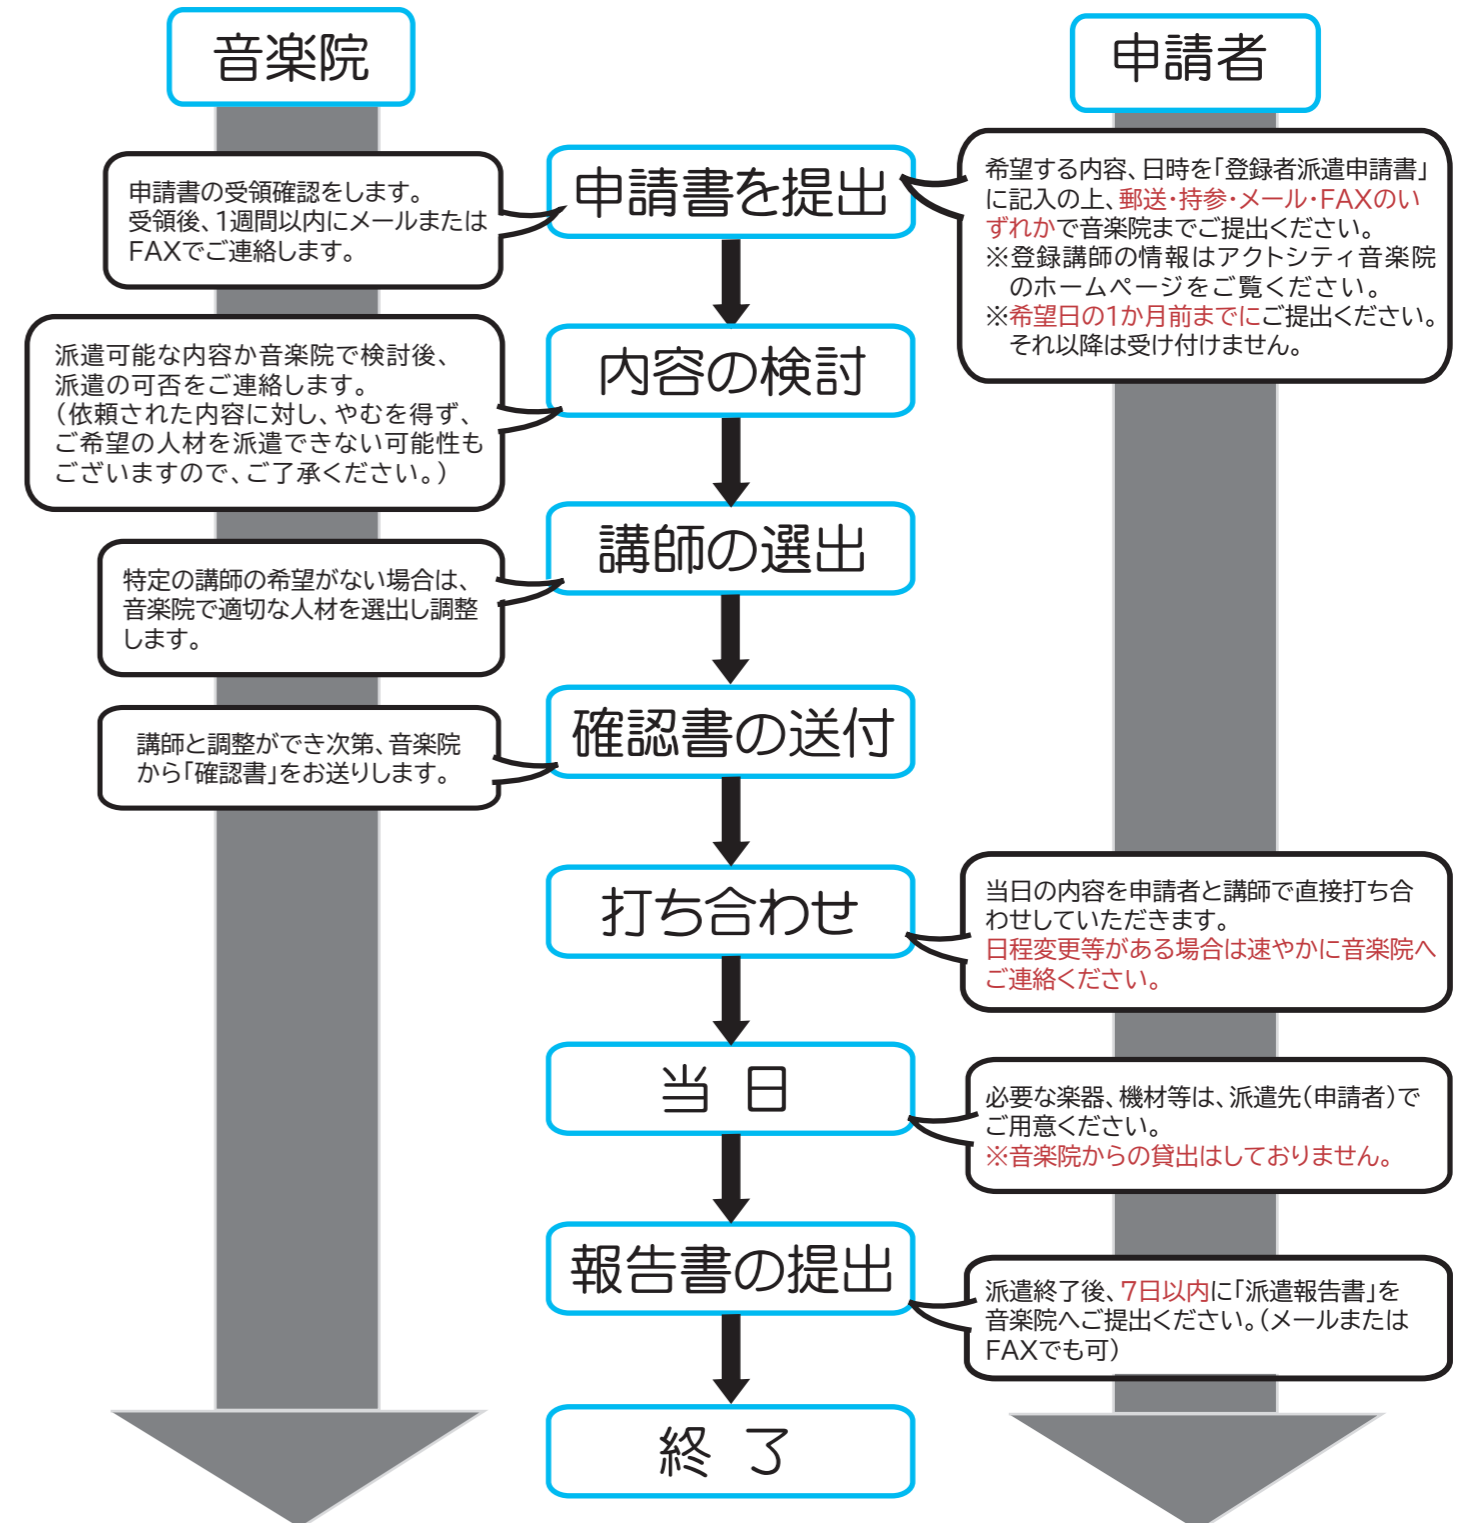 音楽院
申請者
申請書を提出
申請書の受領確認をします。
受領後、1週間以内にメールまたは
FAXでご連絡します。
希望する内容、日時を「登録者派遣申請書」
に記入の上、郵送・持参・メール・FAXのい
ずれかで音楽院までご提出ください。
※登録講師の情報はアクトシティ音楽院
のホームページをご覧ください。
※希望日の1か月前までにご提出ください。
それ以降は受け付けません。
内容の検討
派遣可能な内容か音楽院で検討後、
派遣の可否をご連絡します。
(依頼された内容に対し、やむを得ず、
ご希望の人材を派遣できない可能性も
ございますので、ご了承ください。)
講師の選出
特定の講師の希望がない場合は、
音楽院で適切な人材を選出し調整
します。
確認書の送付
講師と調整ができ次第、音楽院
から「確認書」をお送りします。
打ち合わせ
当日の内容を申請者と講師で直接打ち合
わせしていただきます。
日程変更等がある場合は速やかに音楽院へ
ご連絡ください。
当 日
必要な楽器、機材等は、派遣先(申請者)で
ご用意ください。
※音楽院からの貸出はしておりません。
報告書の提出
派遣終了後、7日以内に「派遣報告書」を
音楽院へご提出ください。(メールまたは
FAXでも可)
終 了